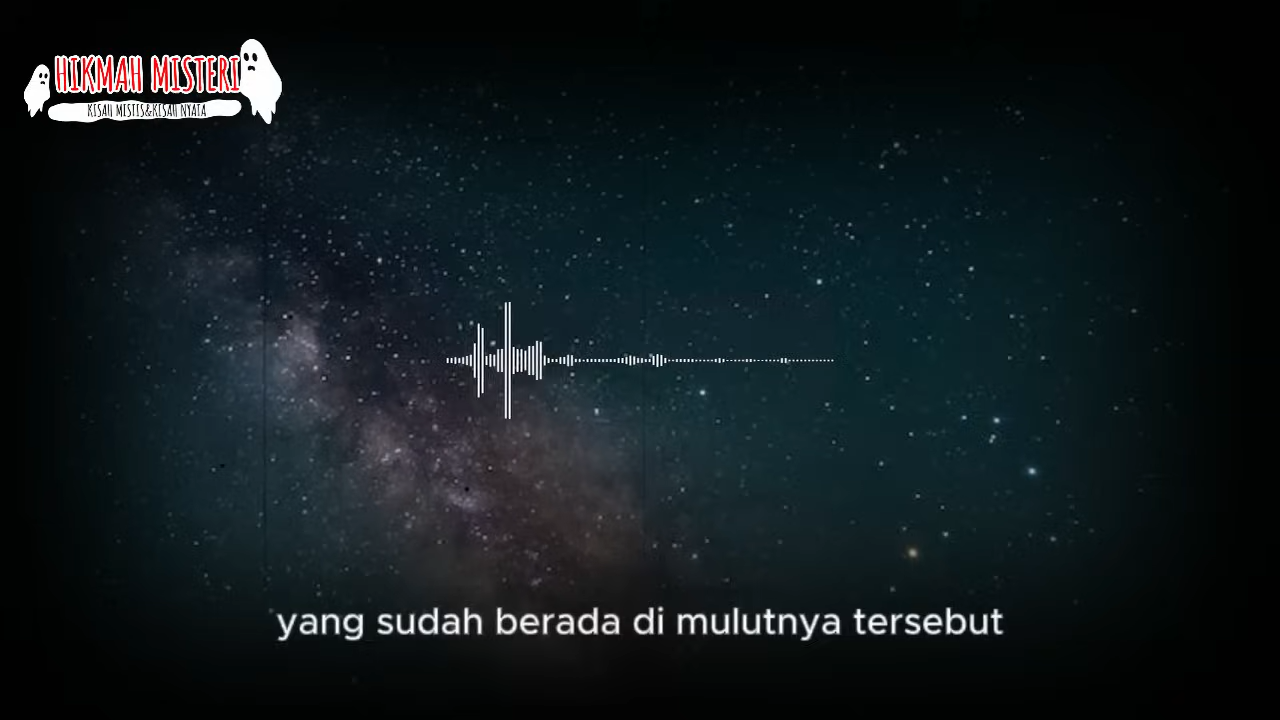 HIKMAH MISTERI
KISAH MISTIS&KISAH NYATA
yang sudah berada di mulutnya tersebut